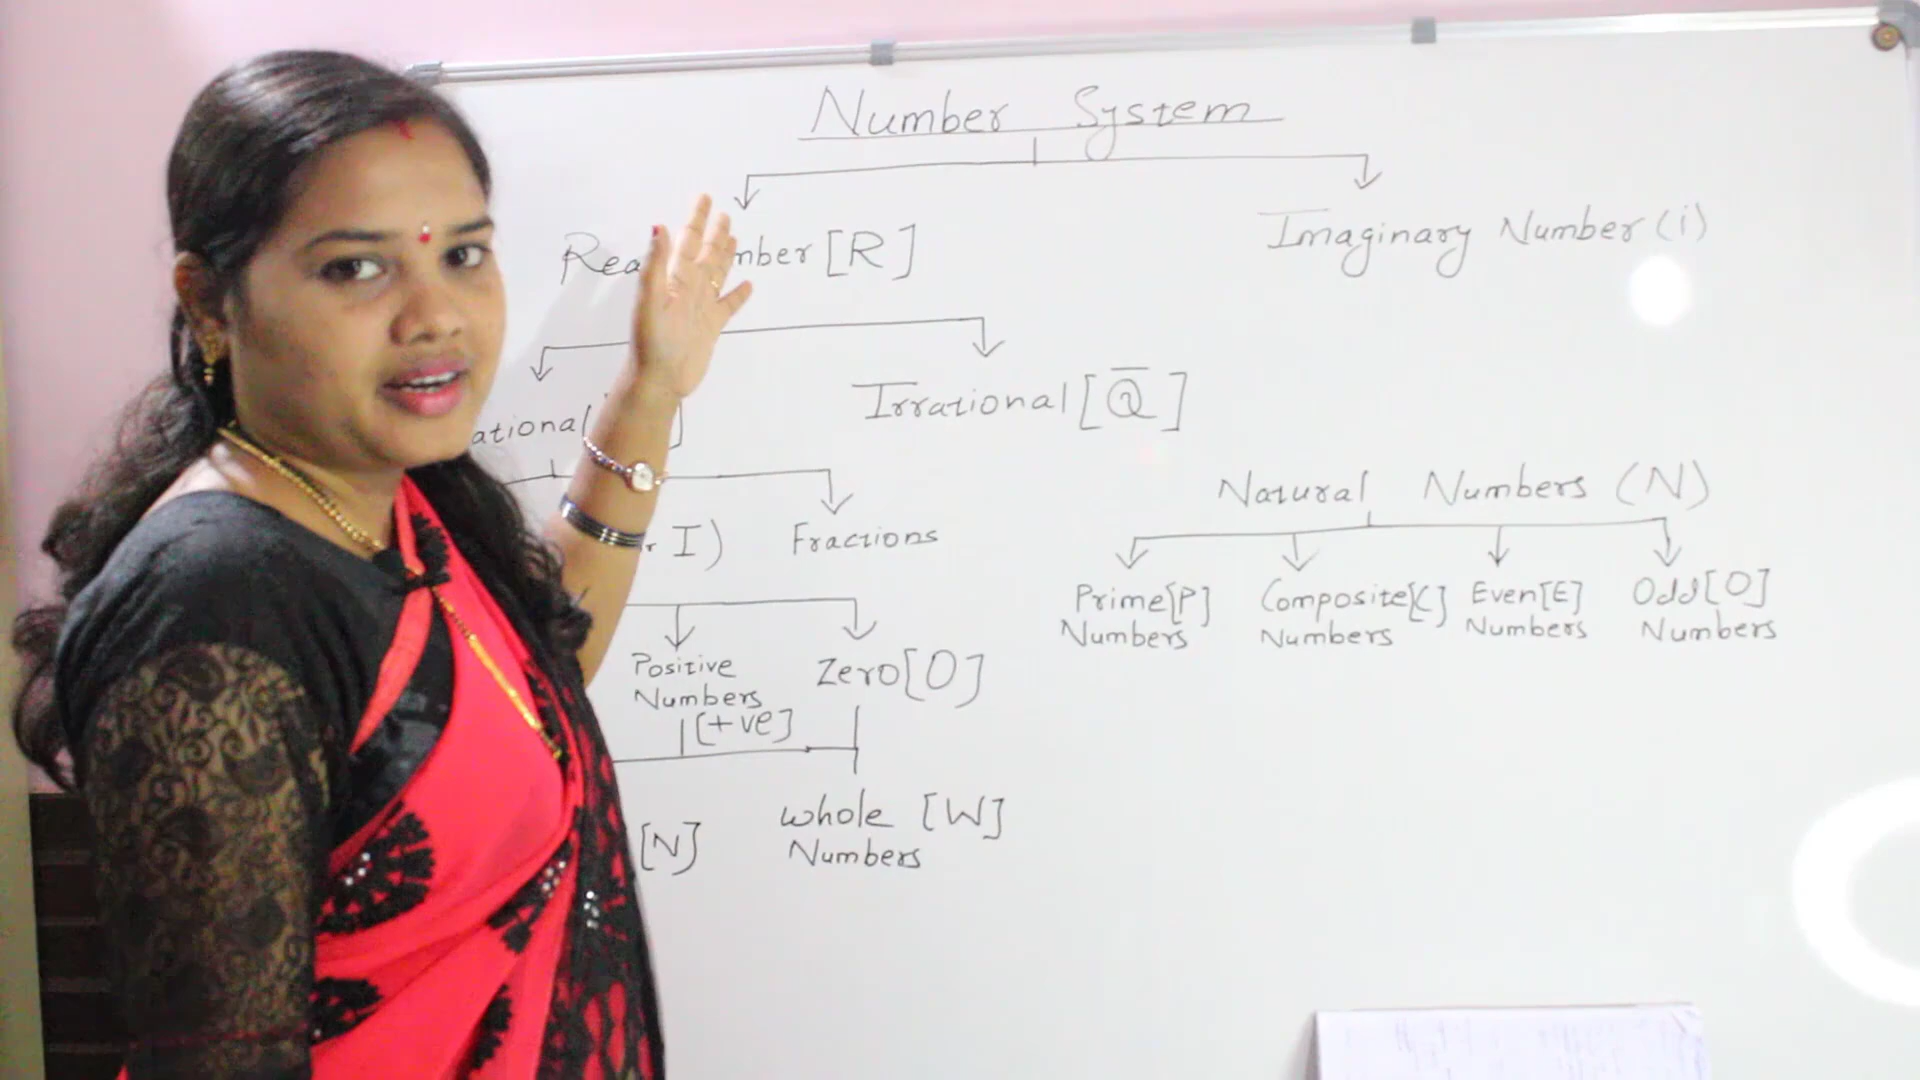 Number System
Real Number [R]
Imaginary Number (i)
Irrational [Q̅]
Natural Numbers (N)
I)
Fractions
Prime [P]
Numbers
Composite [C]
Numbers
Even [E]
Numbers
Odd [O]
Numbers
Positive
Numbers
[+ve]
Zero [0]
[N]
Whole [W]
Numbers